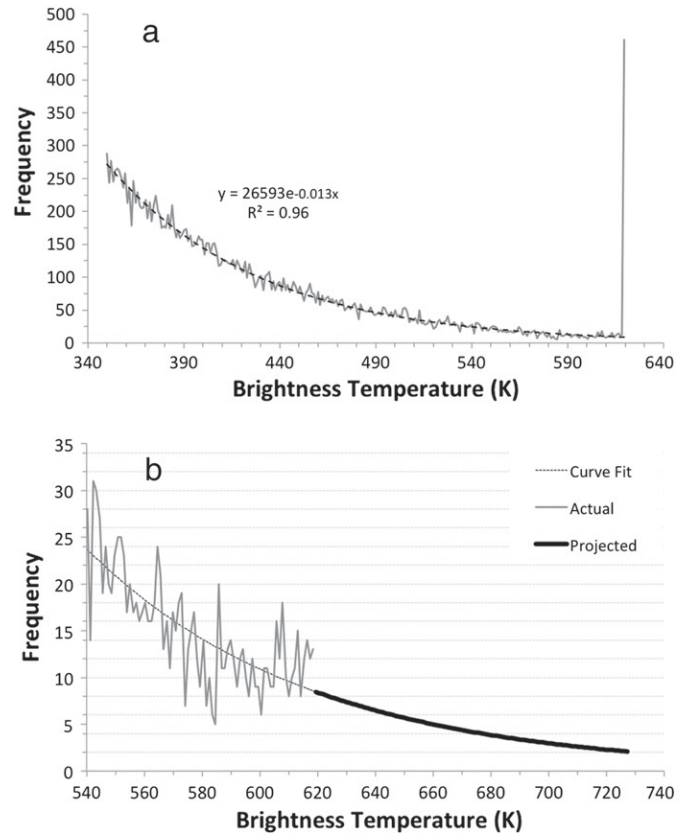 a
500
450
400
350
300
250
200
150
100
50
0
Frequency
y = 26593e-0.013x
R² = 0.96
340 390 440 490 540 590 640
Brightness Temperature (K)
b
35
30
25
20
15
10
5
0
Frequency
Curve Fit
Actual
Projected
540 560 580 600 620 640 660 680 700 720 740
Brightness Temperature (K)